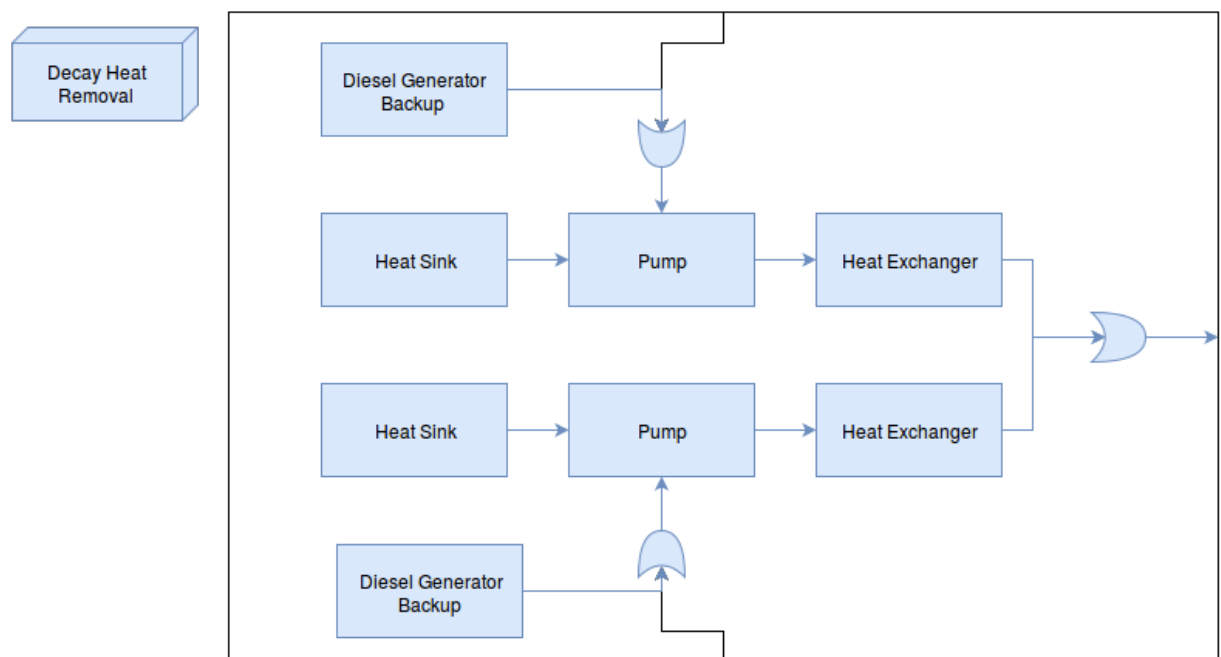 Decay Heat
Removal
Diesel Generator
Backup
Heat Sink
Pump
Heat Exchanger
Heat Sink
Pump
Heat Exchanger
Diesel Generator
Backup